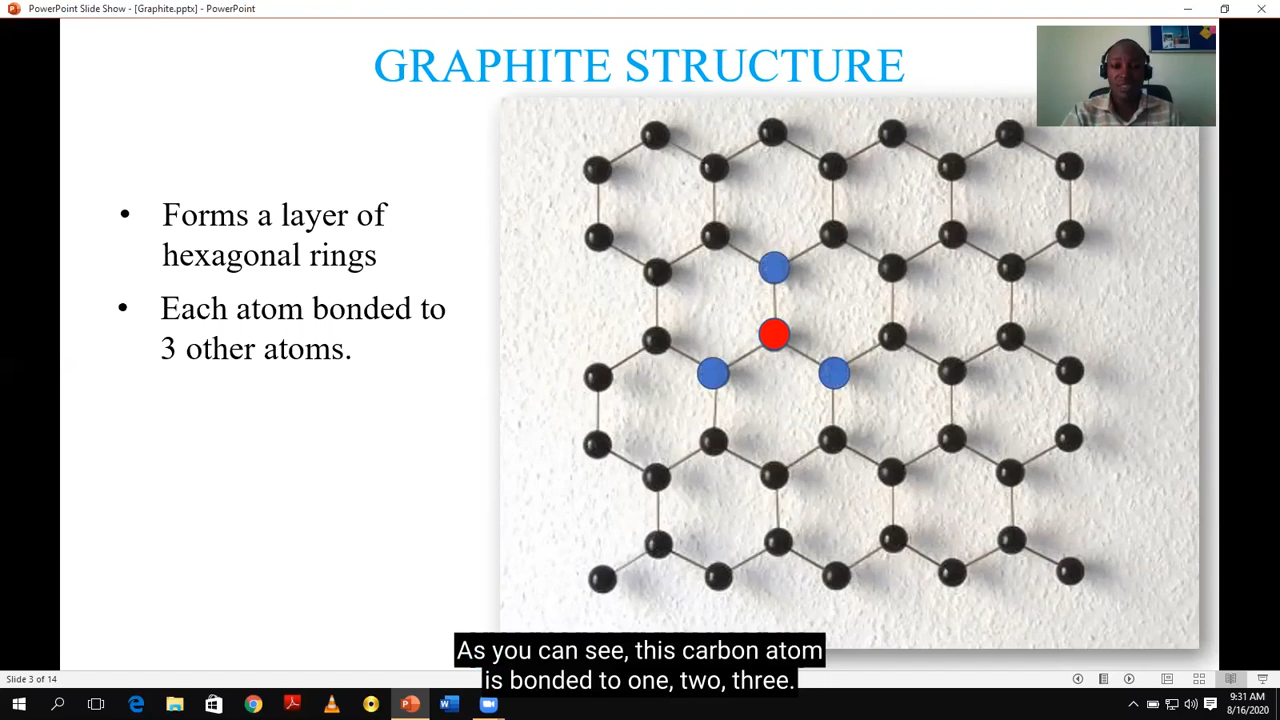 PowerPoint Slide Show - [Graphite.pptx] - PowerPoint
GRAPHITE STRUCTURE
• Forms a layer of
hexagonal rings
• Each atom bonded to
3 other atoms.
As you can see, this carbon atom
is bonded to one, two, three.
Slide 3 of 14
9:31 AM
8/16/2020